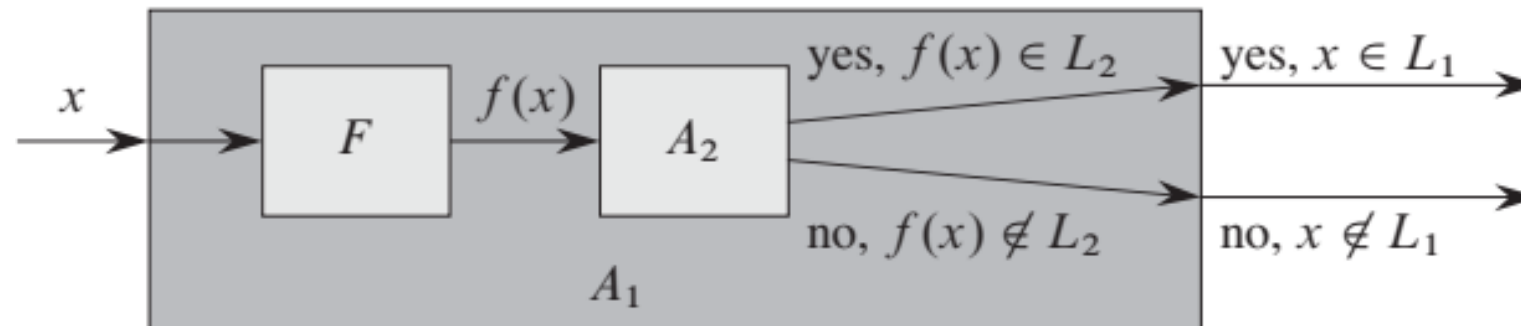 yes, f(x) ∈ L₂
yes, x ∈ L₁
x
f(x)
F
A₂
no, f(x) ∉ L₂
no, x ∉ L₁
A₁